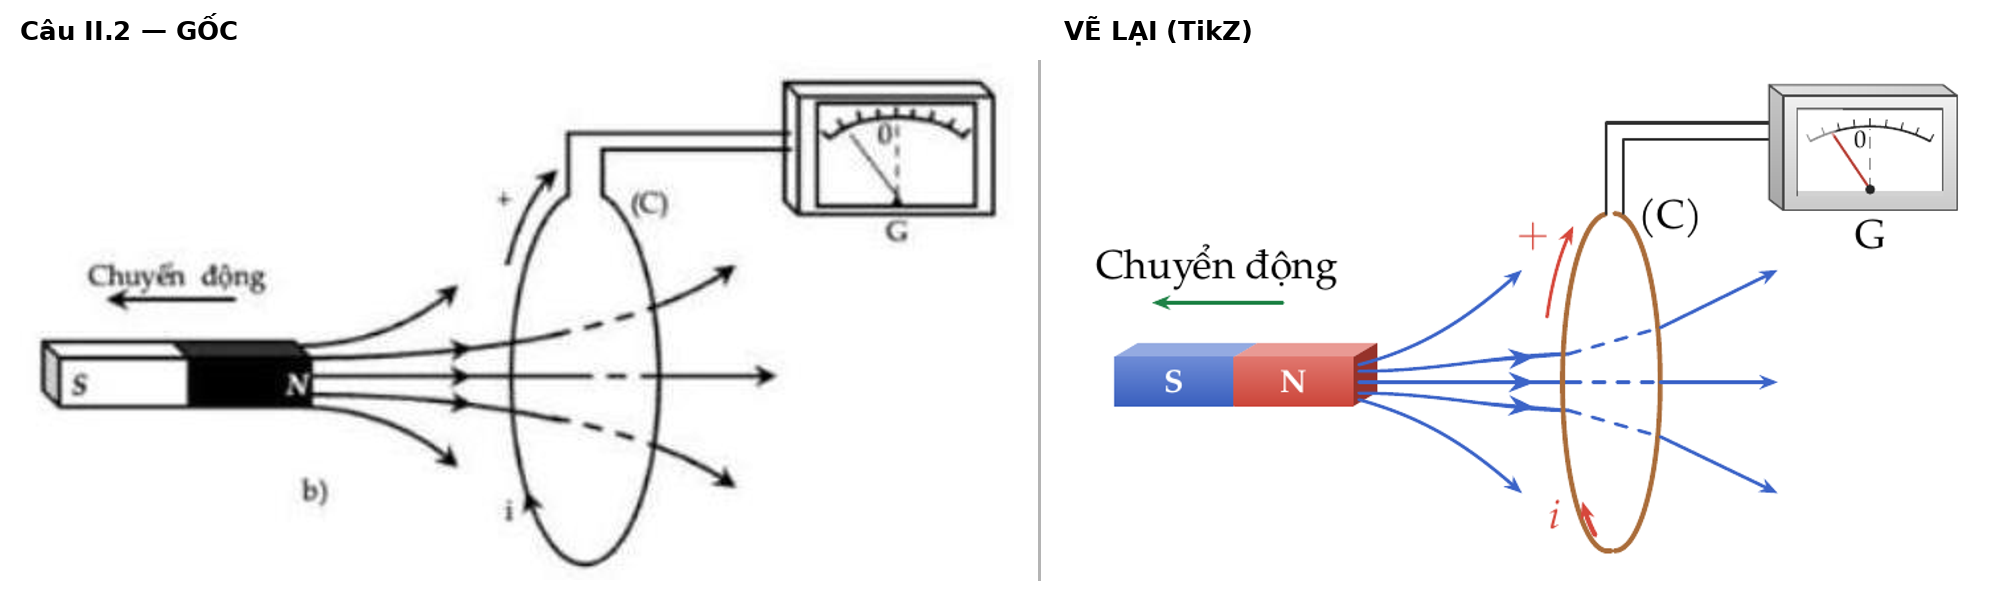 Câu II.2 — GỐC
0
+
(C)
G
Chuyển động
S
N
b)
i
VẼ LẠI (TikZ)
0
+
(C)
G
Chuyển động
S
N
i